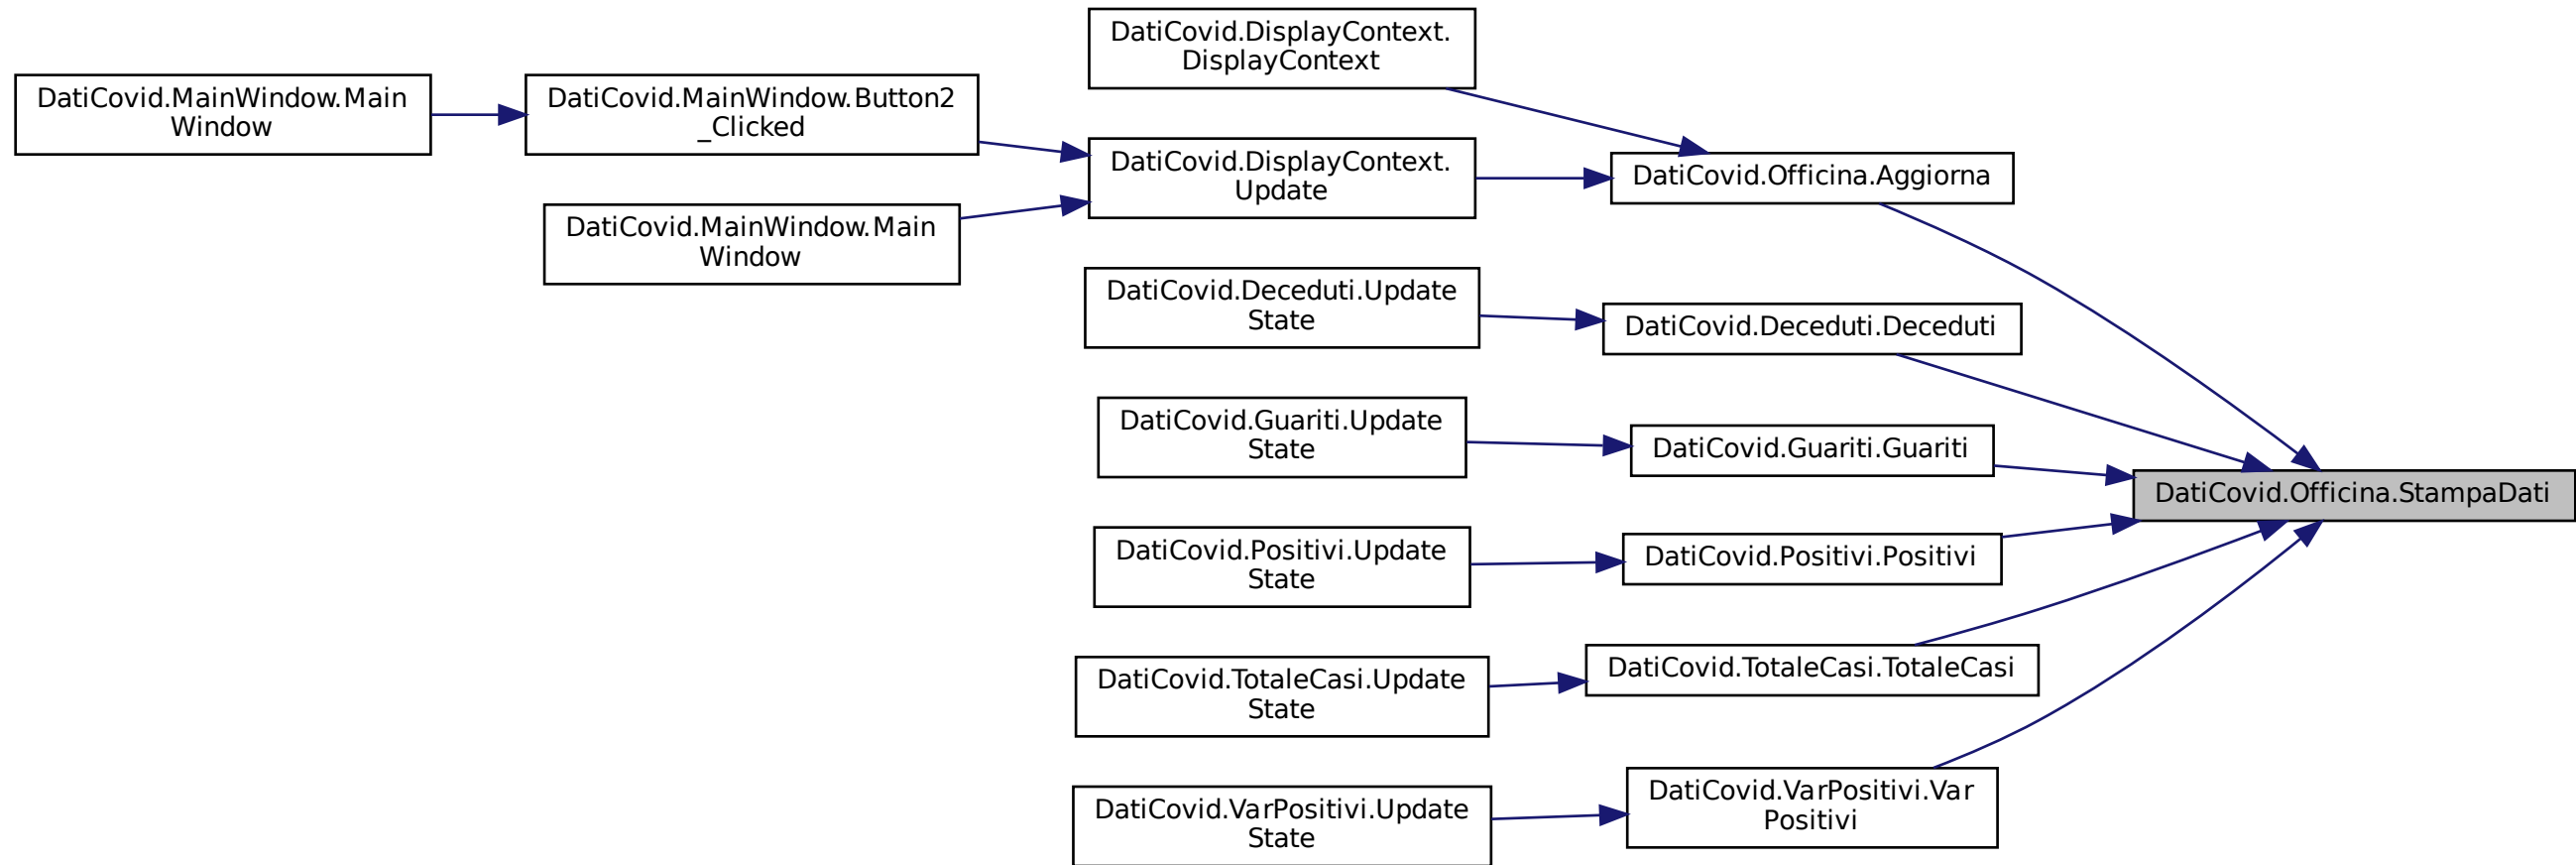 DatiCovid.DisplayContext.
DisplayContext
DatiCovid.MainWindow.Main
Window
DatiCovid.MainWindow.Button2
_Clicked
DatiCovid.DisplayContext.
Update
DatiCovid.Officina.Aggiorna
DatiCovid.MainWindow.Main
Window
DatiCovid.Deceduti.Update
State
DatiCovid.Deceduti.Deceduti
DatiCovid.Guariti.Update
State
DatiCovid.Guariti.Guariti
DatiCovid.Officina.StampaDati
DatiCovid.Positivi.Update
State
DatiCovid.Positivi.Positivi
DatiCovid.TotaleCasi.Update
State
DatiCovid.TotaleCasi.TotaleCasi
DatiCovid.VarPositivi.Update
State
DatiCovid.VarPositivi.Var
Positivi